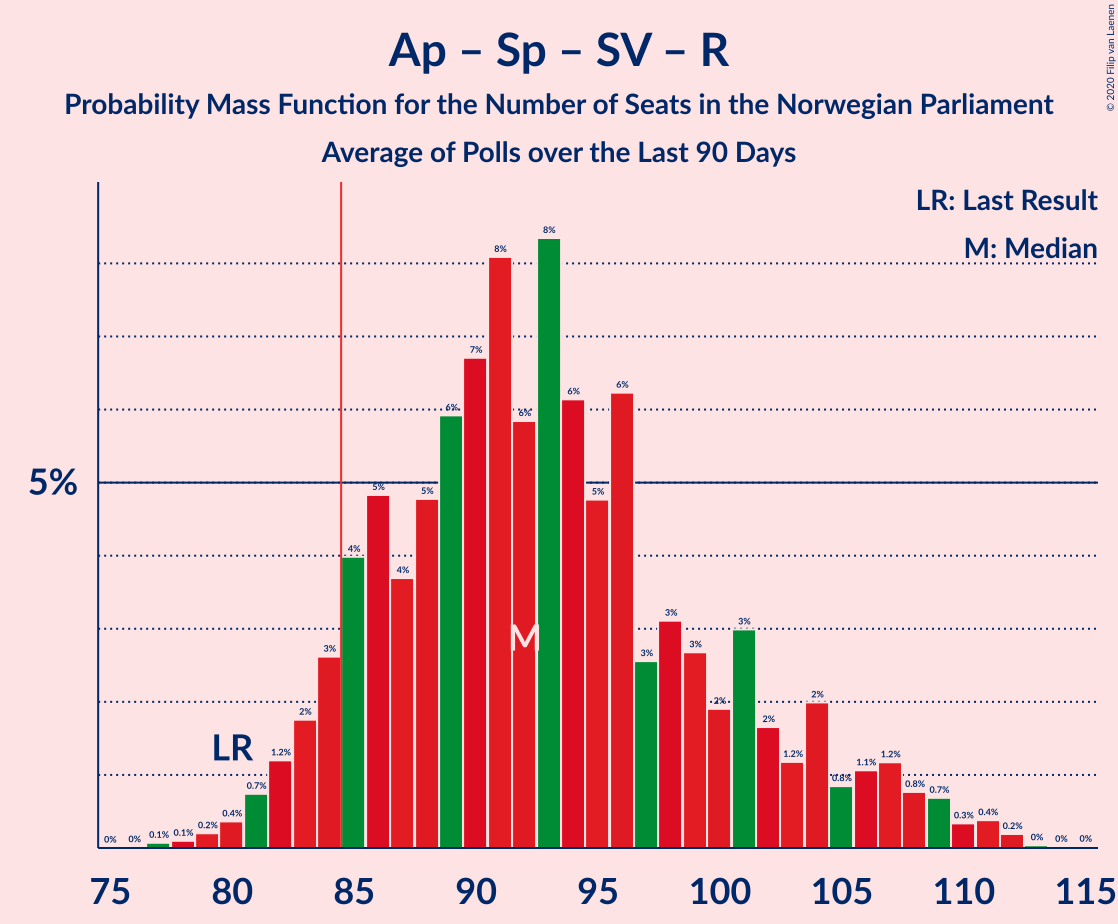 Ap – Sp – SV – R
Probability Mass Function for the Number of Seats in the Norwegian Parliament
Average of Polls over the Last 90 Days
© 2020 Filip van Laenen
LR: Last Result
M: Median
5%
0% 0% 0.1% 0.1% 0.2% 0.4% 0.7% 1.2% 2% 3% 4% 5% 4% 5% 6% 7% 8% 6% 8% 6% 5% 6% 3% 3% 3% 2% 3% 2% 1.2% 2% 0.8% 1.1% 1.2% 0.8% 0.7% 0.3% 0.4% 0.2% 0% 0% 0%
M
LR
75 80 85 90 95 100 105 110 115